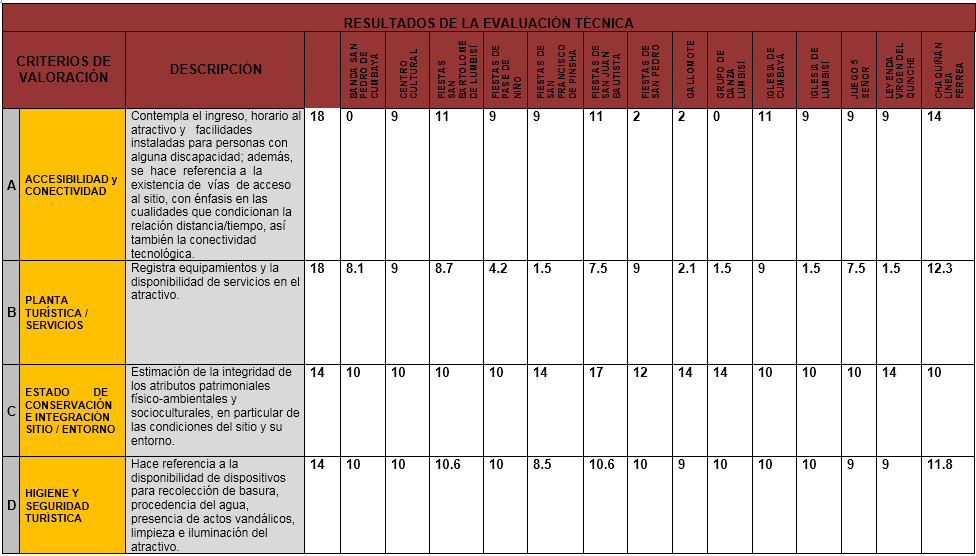 RESULTADOS DE LA EVALUACIÓN TÉCNICA
CRITERIOS DE
VALORACIÓN
DESCRIPCIÓN
BANDA SAN
PEDRO DE
CUMBAYÁ
CENTRO
CULTURAL
FIESTAS
SAN
BARTOLOMÉ
DE LUMBISÍ
FIESTAS DE
PASE DE
NIÑO
FIESTAS DE
SAN
FRANCISCO
DE PINSHA
FIESTAS DE
SAN JUAN
BAUTISTA
FIESTAS DE
SAN PEDRO
GALLOMOTE
GRUPO DE
DANZA
LUMBISÍ
IGLESIA DE
CUMBAYÁ
IGLESIA DE
LUMBISÍ
JUEGO 5
SEÑOR
LEYENDA
VIRGEN DEL
QUINCHE
CHAQUIÑÁN
LÍNEA
FÉRREA
A
ACCESIBILIDAD y
CONECTIVIDAD
Contempla el ingreso, horario al
atractivo y facilidades
instaladas para personas con
alguna discapacidad; además,
se hace referencia a la
existencia de vías de acceso
al sitio, con énfasis en las
cualidades que condicionan la
relación distancia/tiempo, así
también la conectividad
tecnológica.
18 0 9 11 9 9 11 2 2 0 11 9 9 9 14
B
PLANTA
TURÍSTICA /
SERVICIOS
Registra equipamientos y la
disponibilidad de servicios en el
atractivo.
18 8.1 9 8.7 4.2 1.5 7.5 9 2.1 1.5 9 1.5 7.5 1.5 12.3
C
ESTADO DE
CONSERVACIÓN
E INTEGRACIÓN
SITIO / ENTORNO
Estimación de la integridad de
los atributos patrimoniales
físico-ambientales y
socioculturales, en particular de
las condiciones del sitio y su
entorno.
14 10 10 10 10 14 17 12 14 14 10 10 10 14 10
D
HIGIENE Y
SEGURIDAD
TURÍSTICA
Hace referencia a la
disponibilidad de dispositivos
para recolección de basura,
procedencia del agua,
presencia de actos vandálicos,
limpieza e iluminación del
atractivo.
14 10 10 10.6 10 8.5 10.6 10 9 10 10 10 9 9 11.8